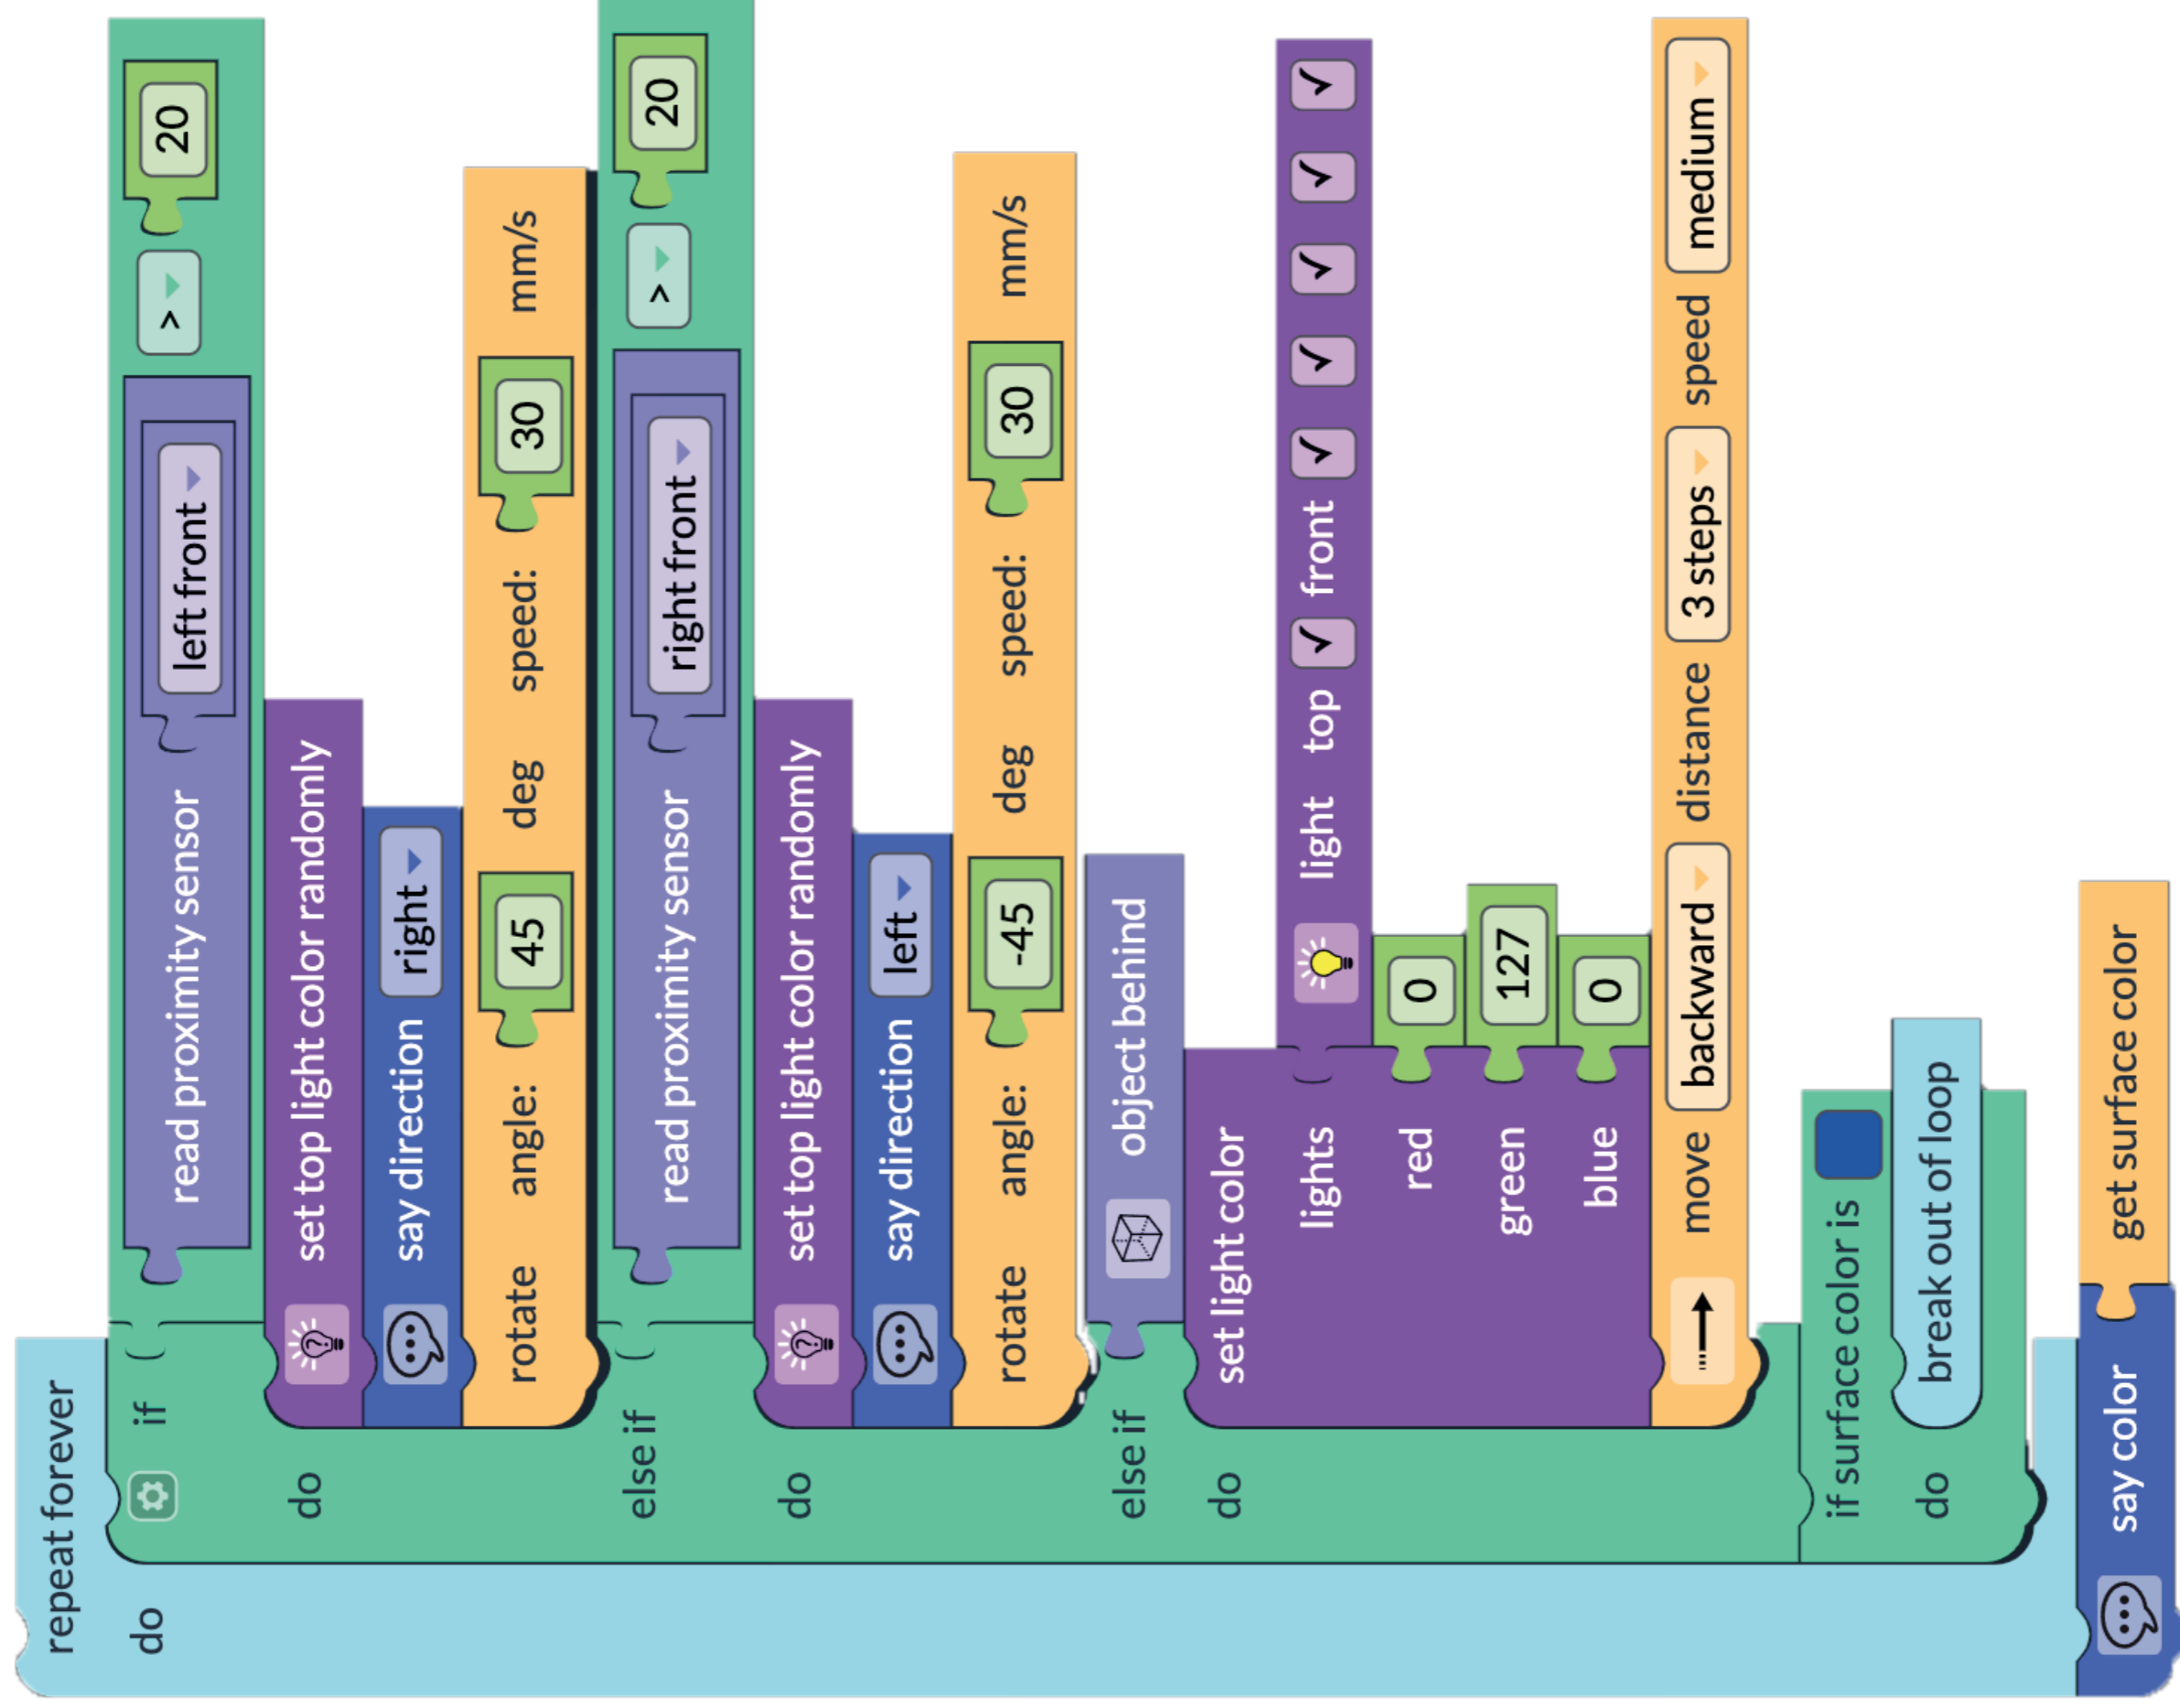 repeat forever
do if read proximity sensor left front > 20
do set top light color randomly
say direction right
rotate angle: 45 deg speed: 30 mm/s
else if read proximity sensor right front > 20
do set top light color randomly
say direction left
rotate angle: -45 deg speed: 30 mm/s
else if object behind
do set light color
lights light top ✓ front ✓ ✓ ✓ ✓ ✓
red 0
green 127
blue 0
move backward distance 3 steps speed medium
if surface color is
do break out of loop
say color get surface color